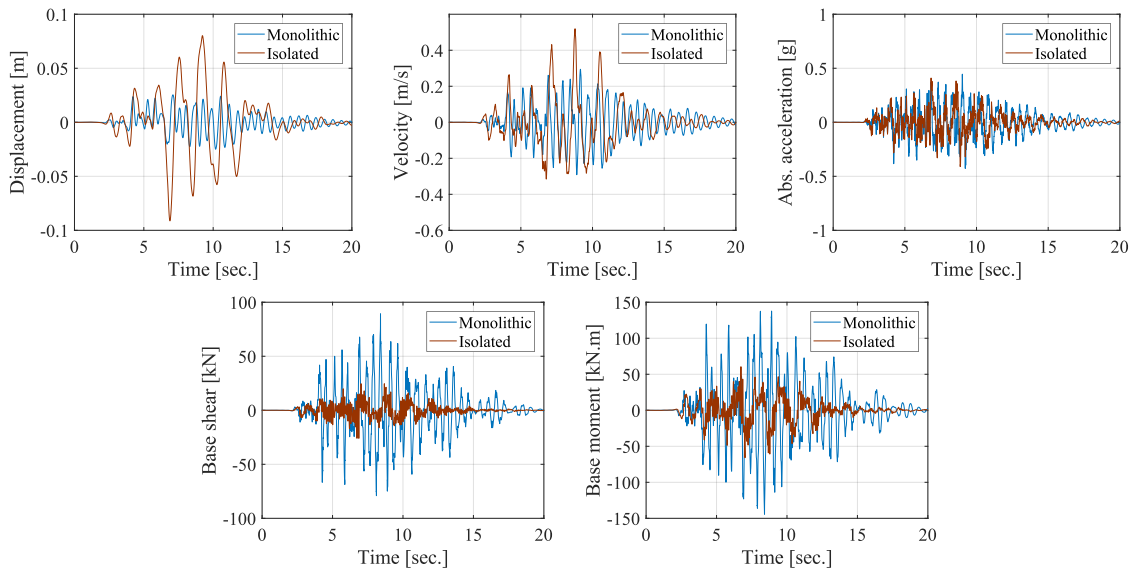 Displacement [m]
0.1
0.05
0
-0.05
-0.1
Monolithic
Isolated
0 5 10 15 20
Time [sec.]
Velocity [m/s]
0.4
0.2
0
-0.2
-0.4
-0.6
Monolithic
Isolated
0 5 10 15 20
Time [sec.]
Abs. acceleration [g]
1
0.5
0
-0.5
-1
Monolithic
Isolated
0 5 10 15 20
Time [sec.]
Base shear [kN]
100
50
0
-50
-100
Monolithic
Isolated
0 5 10 15 20
Time [sec.]
Base moment [kN.m]
150
100
50
0
-50
-100
-150
Monolithic
Isolated
0 5 10 15 20
Time [sec.]